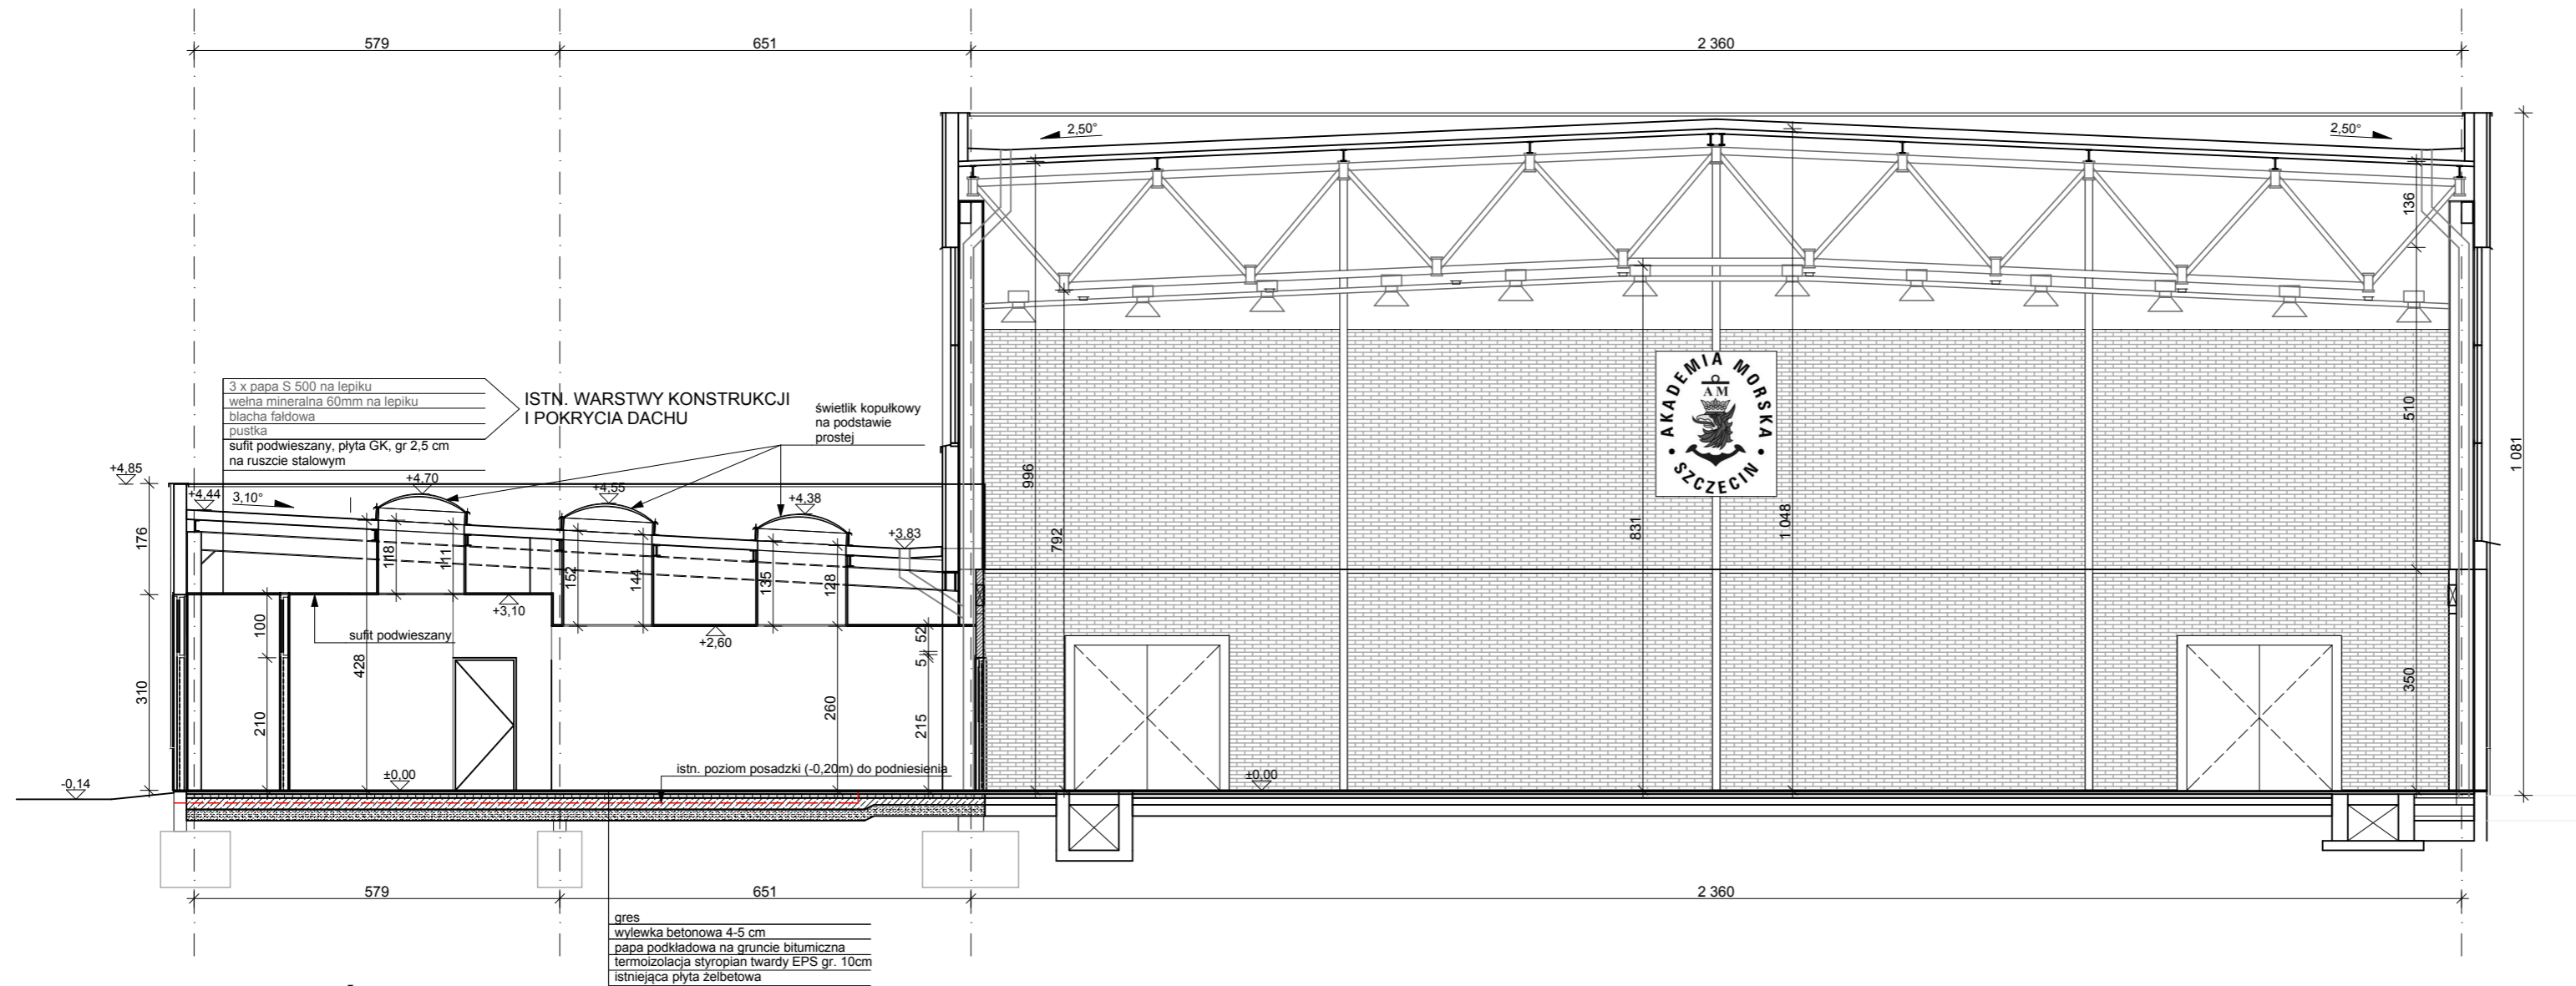 579
651
2 360
2,50°
2,50°
136
3 x papa S 500 na lepiku
wełna mineralna 60mm na lepiku
blacha fałdowa
pustka
sufit podwieszany, płyta GK, gr 2,5 cm
na ruszcie stalowym
ISTN. WARSTWY KONSTRUKCJI
I POKRYCIA DACHU
świetlik kopułkowy
na podstawie
prostej
AKADEMIA MORSKA
AM
• SZCZECIN •
510
1 081
996
792
831
1 048
+4,85
+4,44
3,10°
+4,70
+4,55
+4,38
+3,83
176
118
111
152
144
135
128
+3,10
+2,60
sufit podwieszany
100
428
310
210
260
52
5
215
350
-0,14
±0,00
istn. poziom posadzki (-0,20m) do podniesienia
±0,00
579
651
2 360
gres
wylewka betonowa 4-5 cm
papa podkładowa na gruncie bitumiczna
termoizolacja styropian twardy EPS gr. 10cm
istniejąca płyta żelbetowa